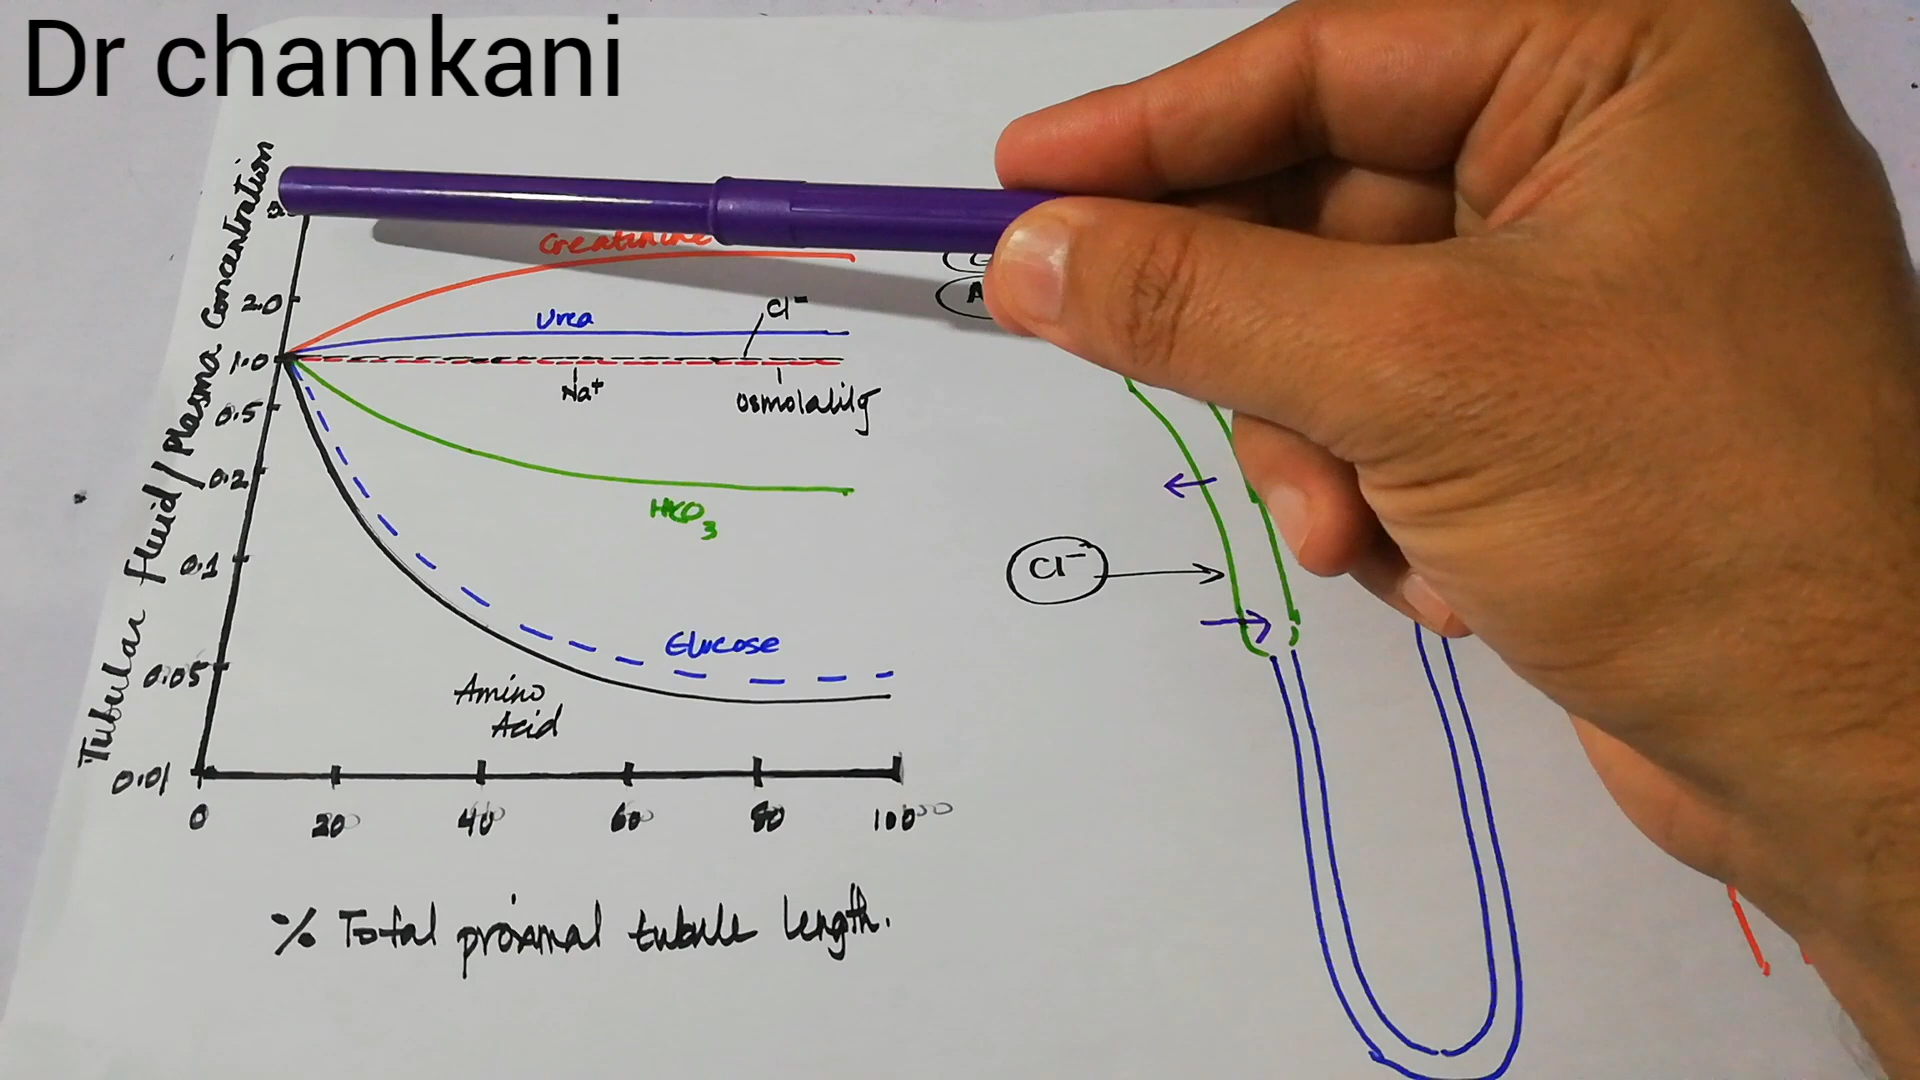 Dr chamkani
Tubular fluid / Plasma Concentration
Creatinine
2.0
Cl⁻
Urea
1.0
Na⁺
osmolality
0.5
0.2
HCO₃
0.1
Cl⁻
Glucose
0.05
Amino
Acid
0.01
0 20 40 60 80 100
% Total proximal tubule length.